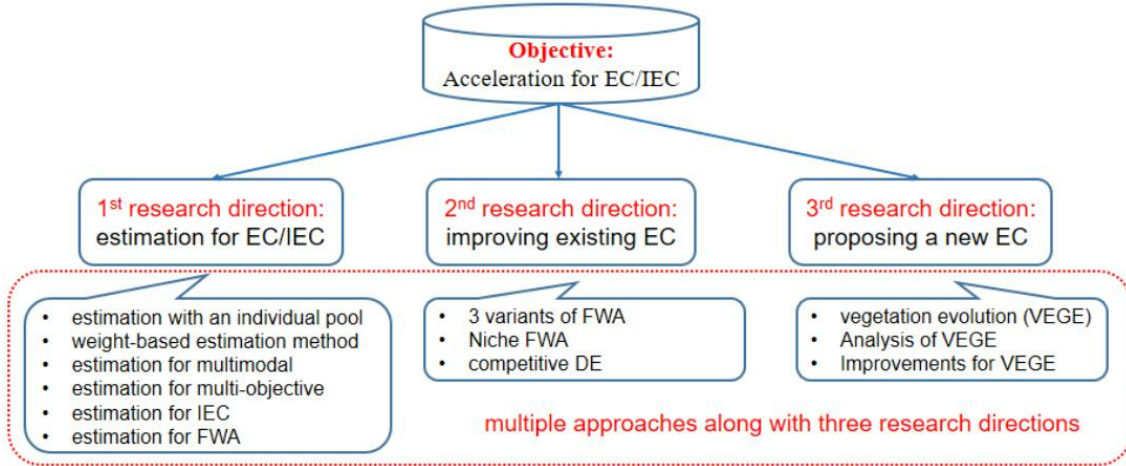 Objective:
Acceleration for EC/IEC
1st research direction:
estimation for EC/IEC
2nd research direction:
improving existing EC
3rd research direction:
proposing a new EC
• estimation with an individual pool
• weight-based estimation method
• estimation for multimodal
• estimation for multi-objective
• estimation for IEC
• estimation for FWA
• 3 variants of FWA
• Niche FWA
• competitive DE
• vegetation evolution (VEGE)
• Analysis of VEGE
• Improvements for VEGE
multiple approaches along with three research directions